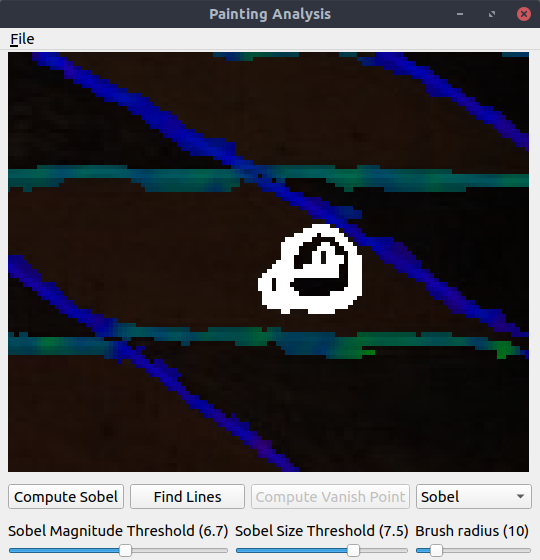 Painting Analysis
File
Compute Sobel Find Lines Compute Vanish Point Sobel
Sobel Magnitude Threshold (6.7) Sobel Size Threshold (7.5) Brush radius (10)